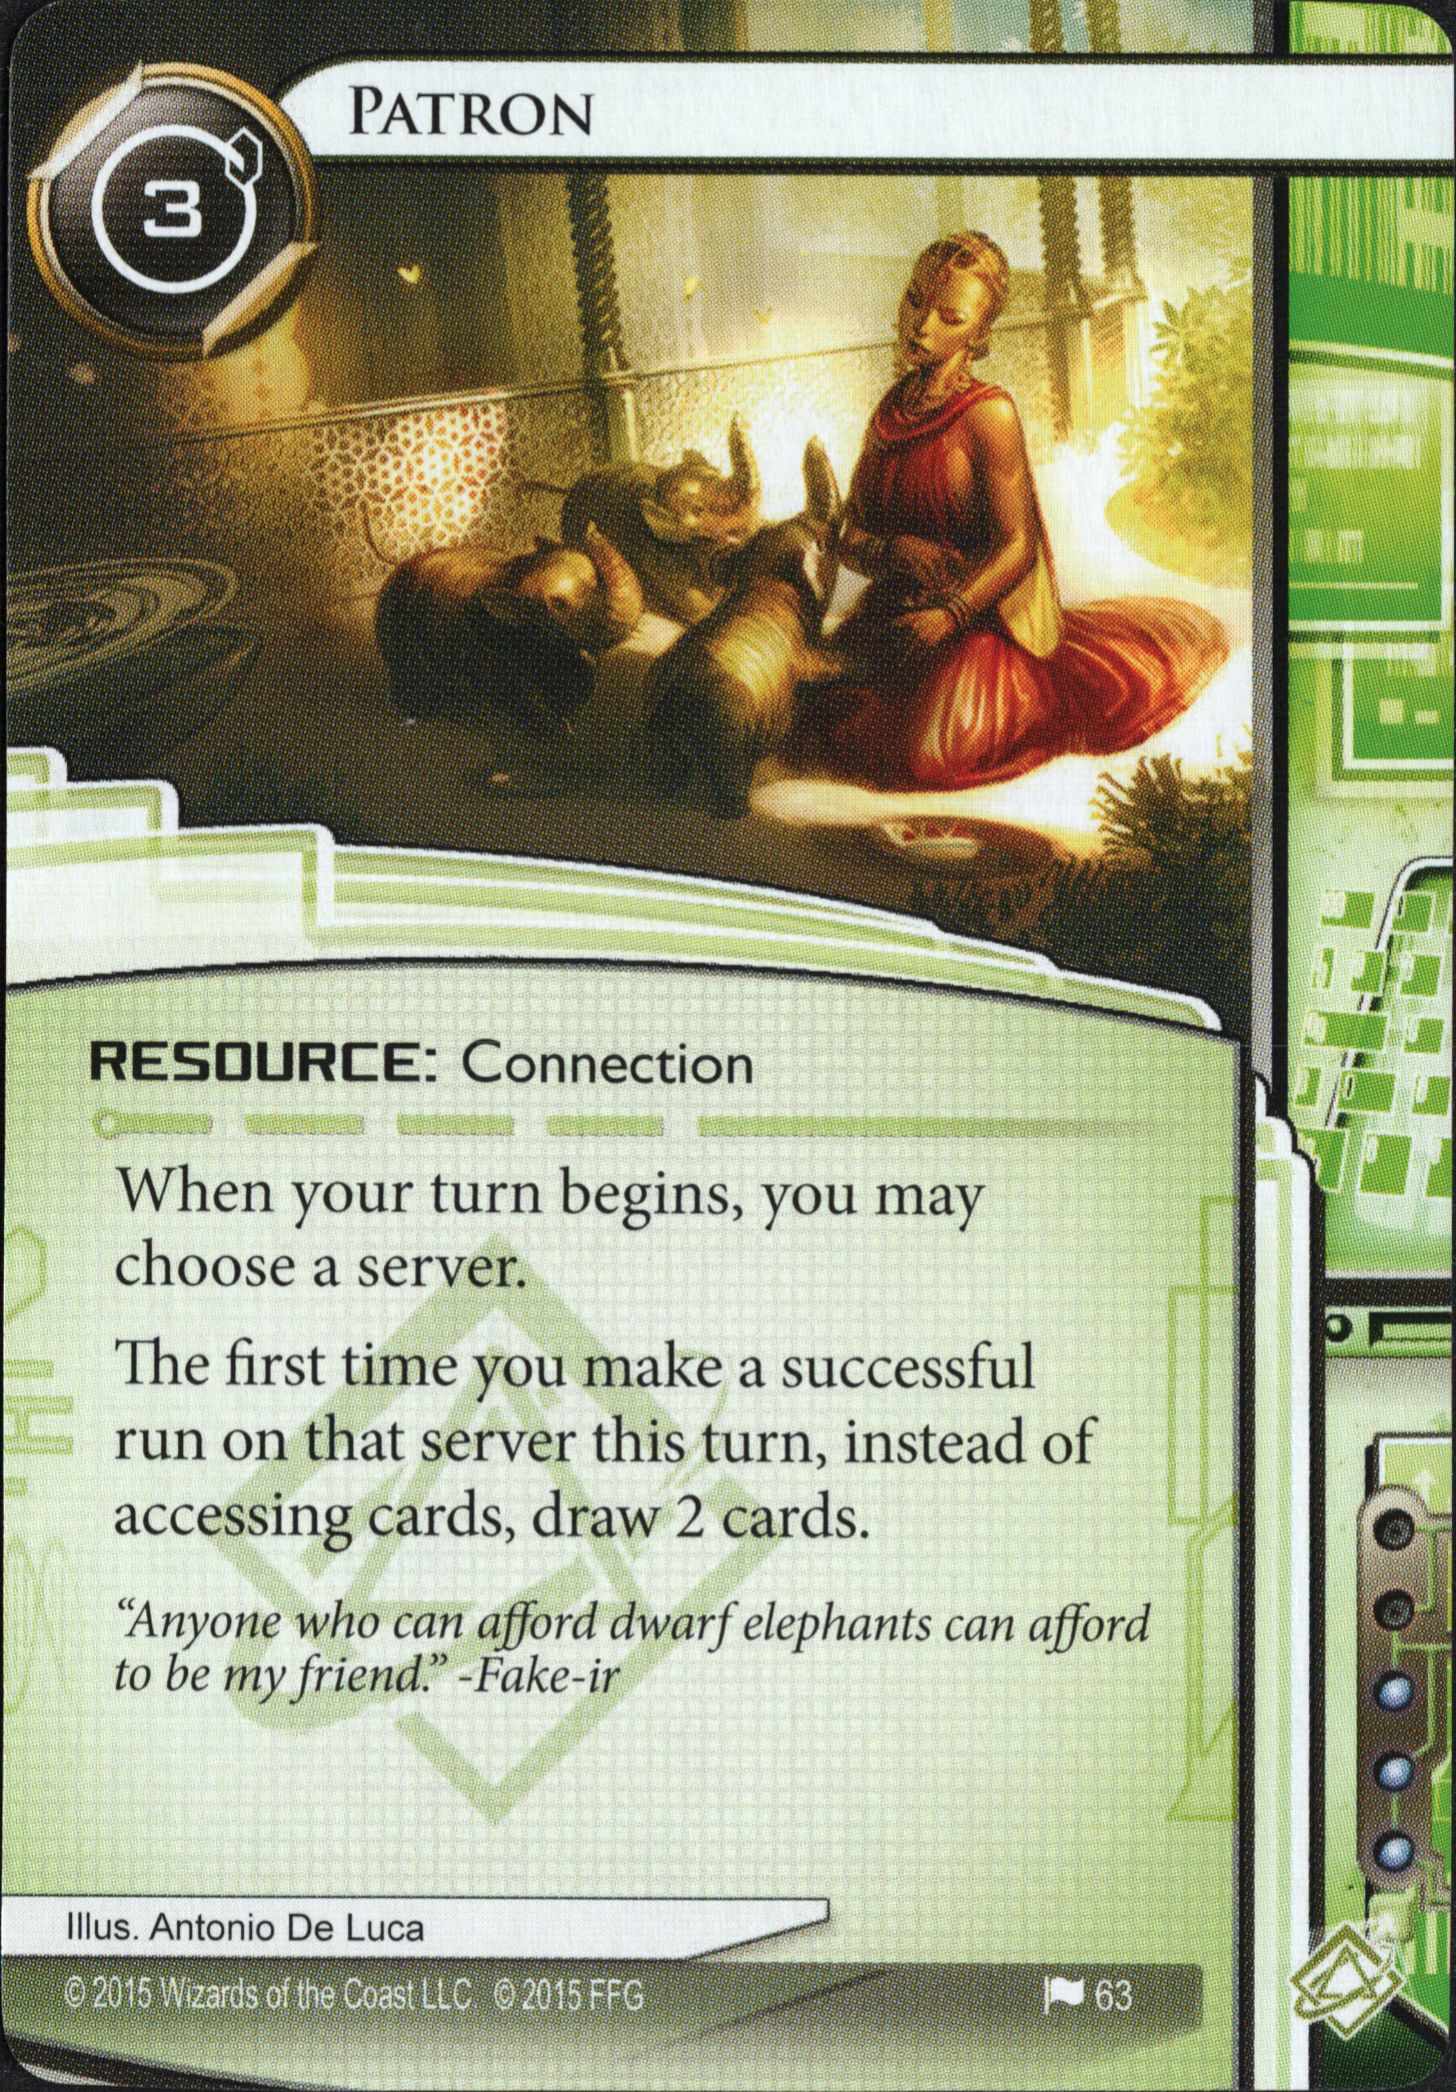 3
PATRON
RESOURCE: Connection
When your turn begins, you may
choose a server.
The first time you make a successful
run on that server this turn, instead of
accessing cards, draw 2 cards.
“Anyone who can afford dwarf elephants can afford
to be my friend.” -Fake-ir
Illus. Antonio De Luca
© 2015 Wizards of the Coast LLC. © 2015 FFG
63